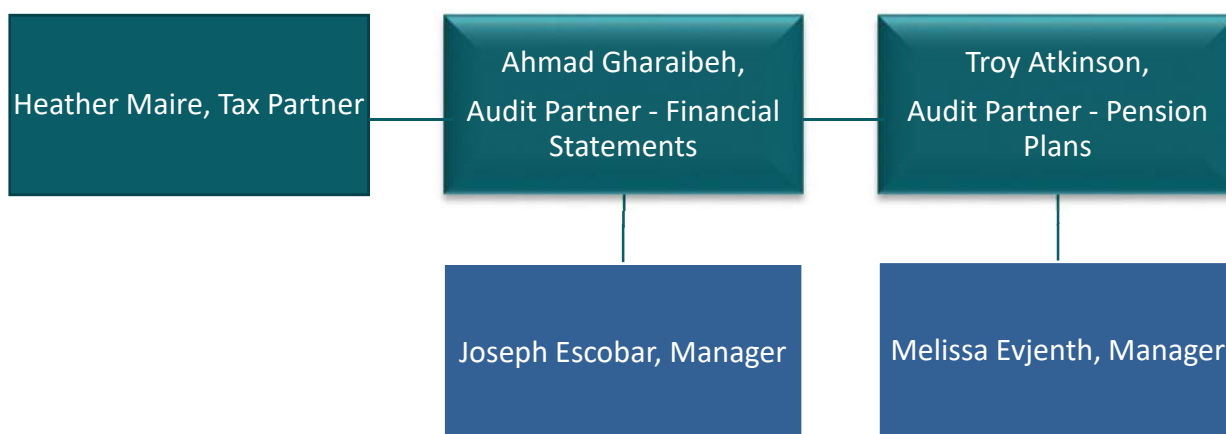 Heather Maire, Tax Partner
Ahmad Gharaibeh,
Audit Partner - Financial
Statements
Troy Atkinson,
Audit Partner - Pension
Plans
Joseph Escobar, Manager
Melissa Evjenth, Manager